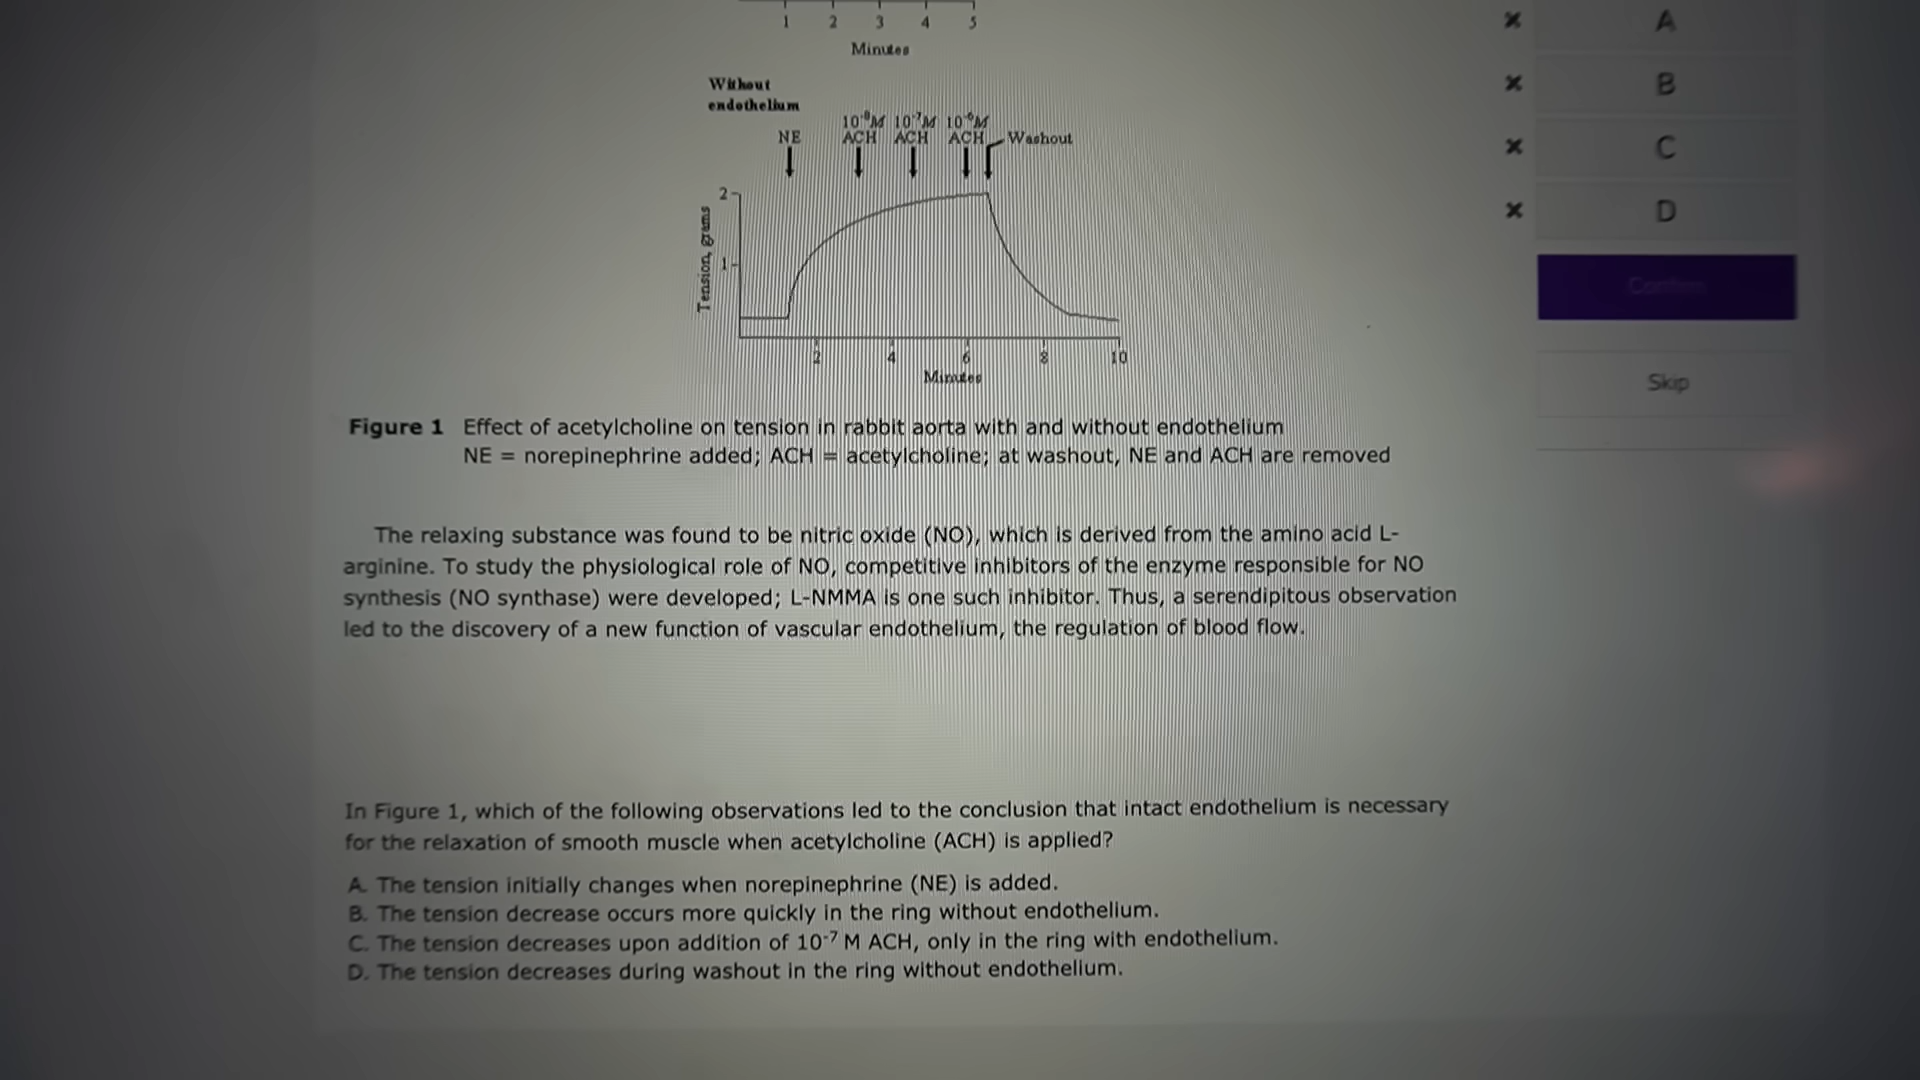 1 2 3 4 5
Minutes
Without
endothelium
10⁻⁸M 10⁻⁷M 10⁻⁶M
NE ACH ACH ACH Washout
2
1
Tension, grams
2 4 6 8 10
Minutes
Figure 1 Effect of acetylcholine on tension in rabbit aorta with and without endothelium
NE = norepinephrine added; ACH = acetylcholine; at washout, NE and ACH are removed
The relaxing substance was found to be nitric oxide (NO), which is derived from the amino acid L-
arginine. To study the physiological role of NO, competitive inhibitors of the enzyme responsible for NO
synthesis (NO synthase) were developed; L-NMMA is one such inhibitor. Thus, a serendipitous observation
led to the discovery of a new function of vascular endothelium, the regulation of blood flow.
In Figure 1, which of the following observations led to the conclusion that intact endothelium is necessary
for the relaxation of smooth muscle when acetylcholine (ACH) is applied?
A. The tension initially changes when norepinephrine (NE) is added.
B. The tension decrease occurs more quickly in the ring without endothelium.
C. The tension decreases upon addition of 10⁻⁷ M ACH, only in the ring with endothelium.
D. The tension decreases during washout in the ring without endothelium.
A
B
C
D
Confirm
Skip